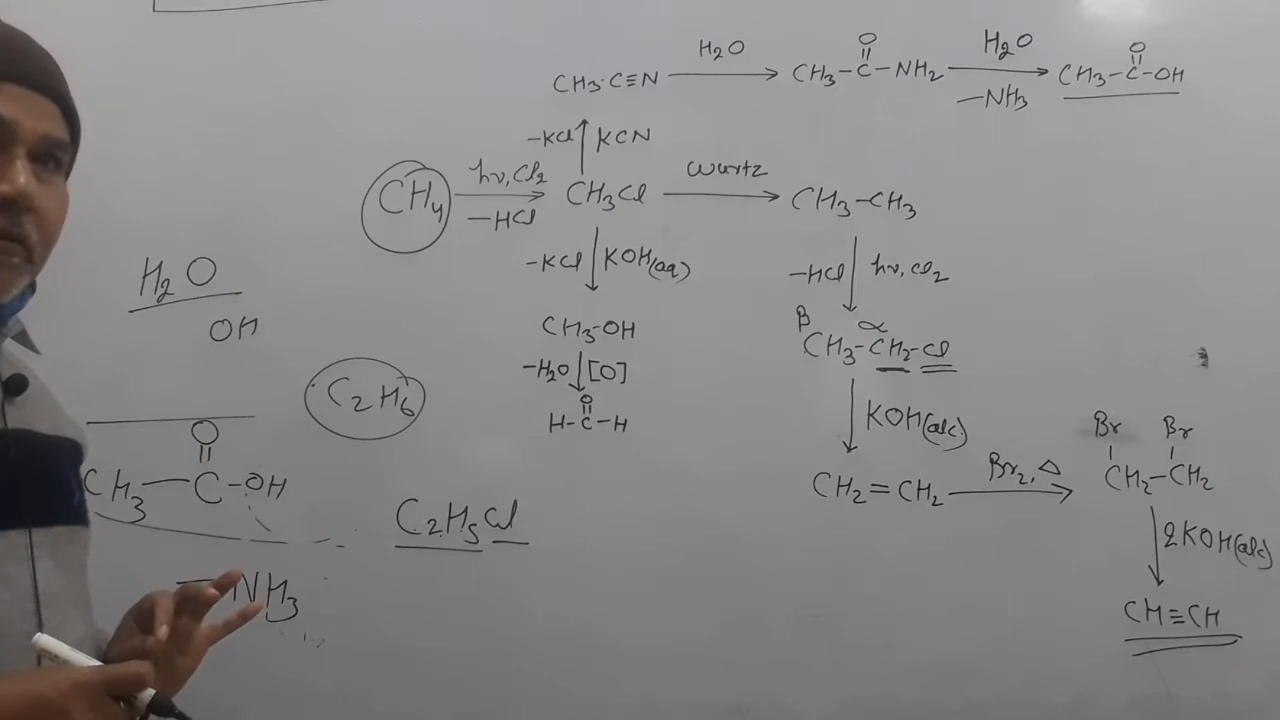 CH3-C≡N H2O CH3-C-NH2 H2O -NH3 CH3-C-OH
O O
-KCl KCN
CH4 hν, Cl2 -HCl CH3Cl wurtz CH3-CH3
-KCl KOH(aq) -HCl hν, Cl2
H2O
OH
CH3-OH
β α
CH3-CH2-Cl
-H2O [O]
O
H-C-H
C2H6
KOH(alc)
CH2=CH2 Br2, Δ
Br Br
CH2-CH2
O
CH3-C-OH
C2H5Cl
2KOH(alc)
-NH3
CH≡CH